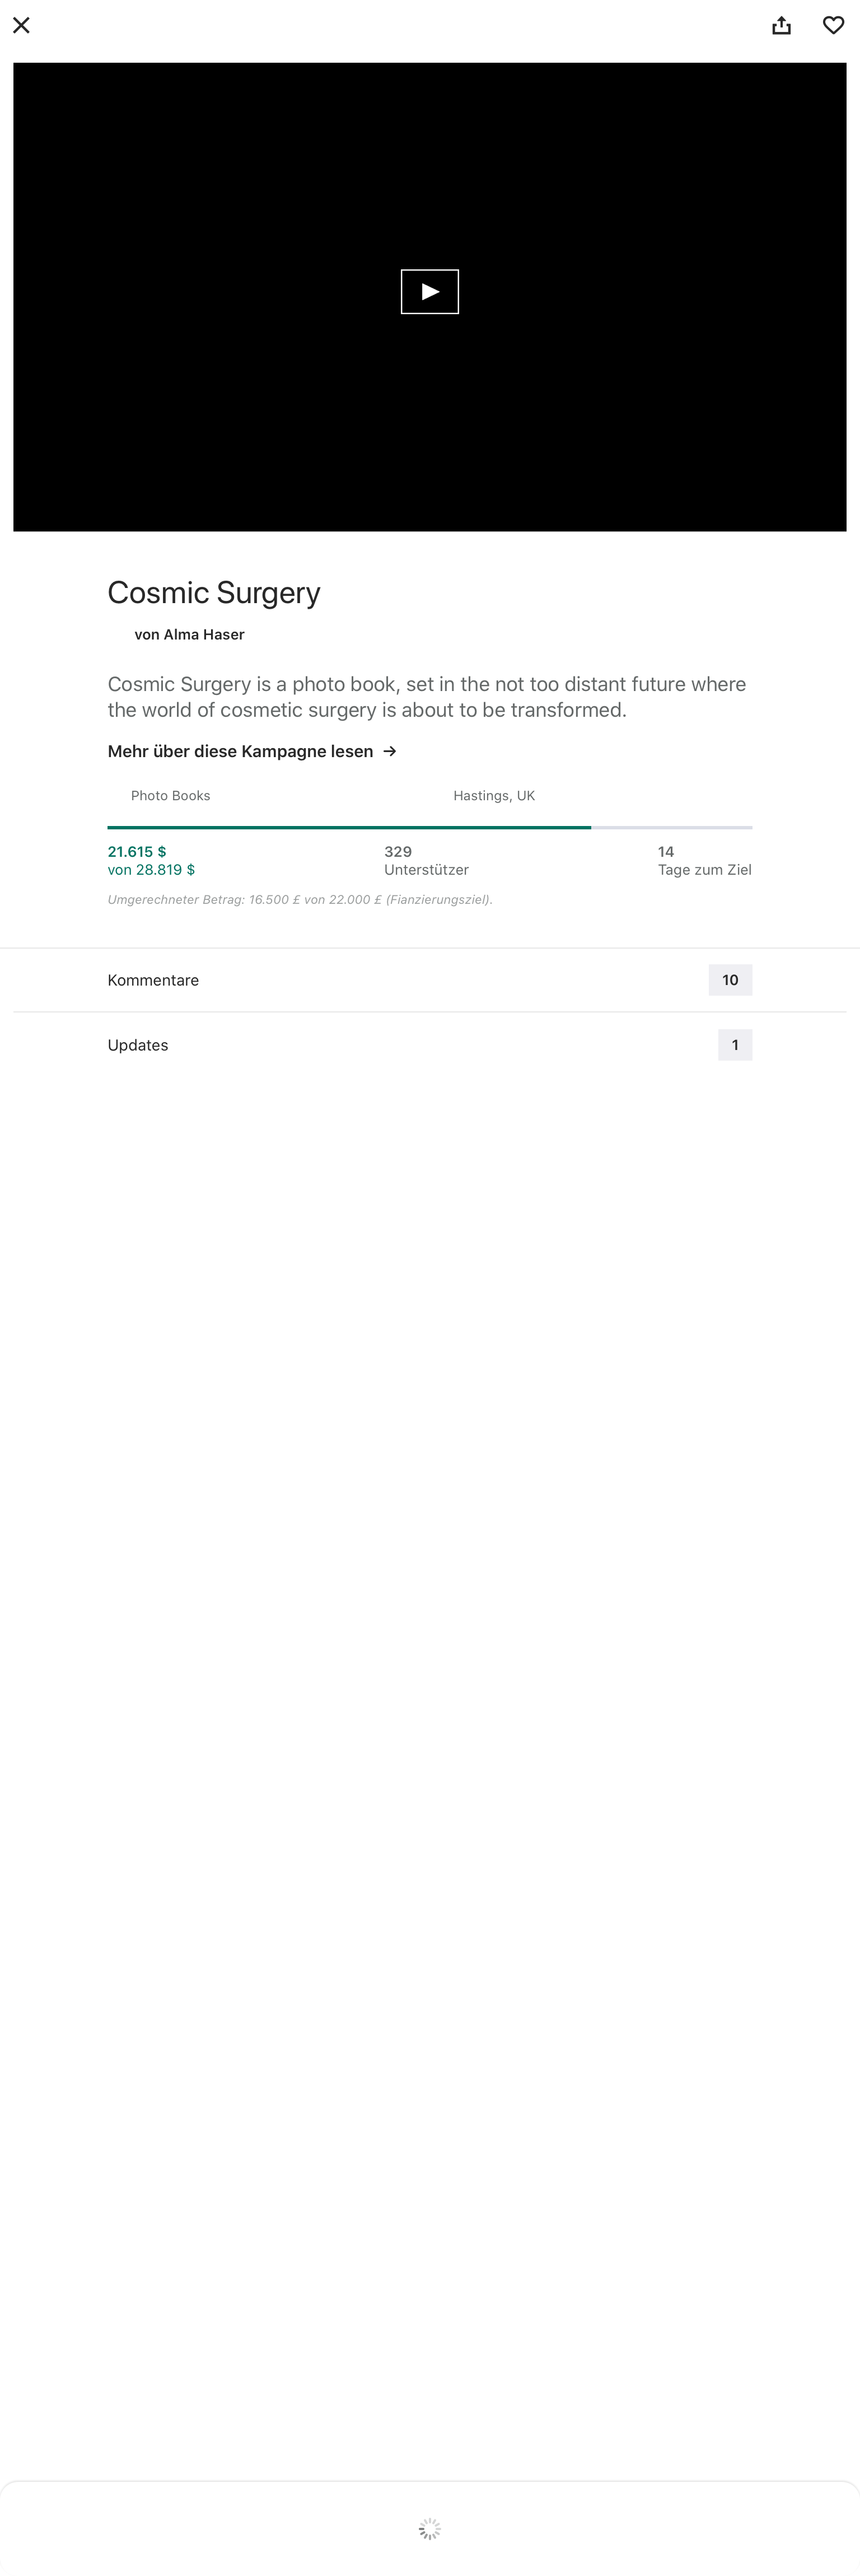 Cosmic Surgery
von Alma Haser
Cosmic Surgery is a photo book, set in the not too distant future where
the world of cosmetic surgery is about to be transformed.
Mehr über diese Kampagne lesen →
Photo Books
Hastings, UK
21.615 $
von 28.819 $
329
Unterstützer
14
Tage zum Ziel
Umgerechneter Betrag: 16.500 £ von 22.000 £ (Fianzierungsziel).
Kommentare
10
Updates
1